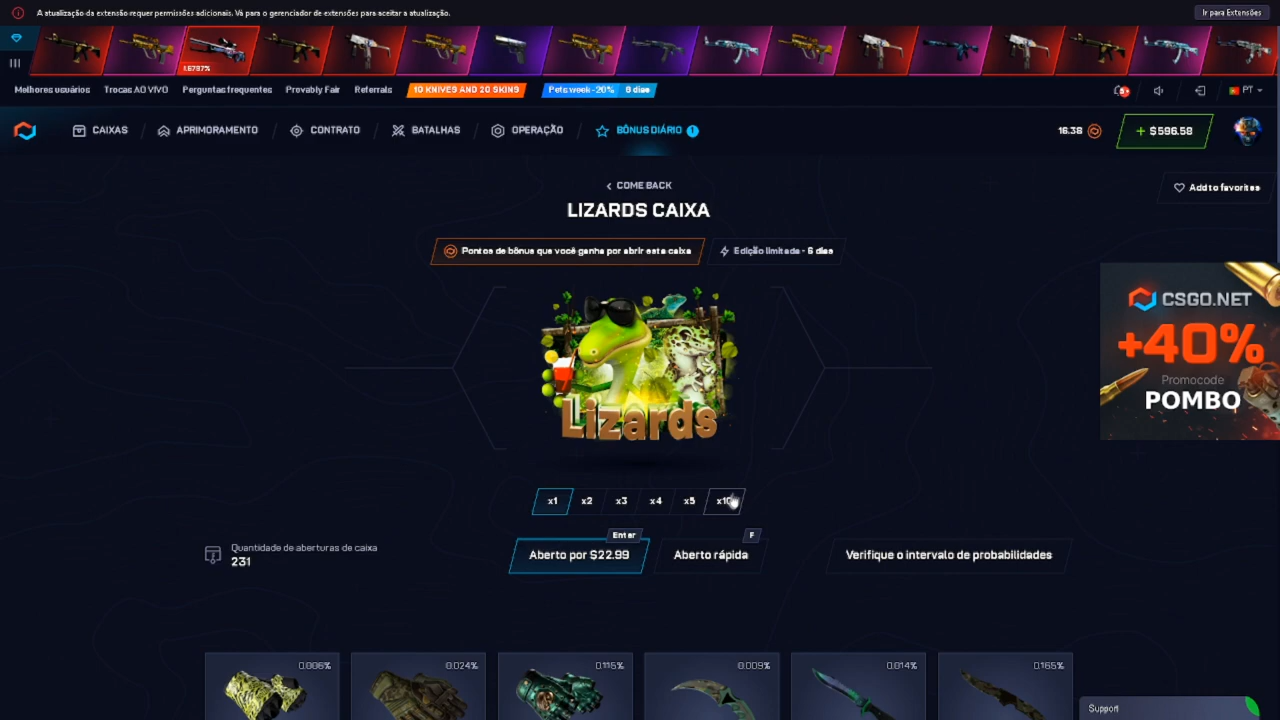 A atualização da extensão requer permissões adicionais. Vá para o gerenciador de extensões para aceitar a atualização.
Ir para Extensões
1.6797%
Melhores usuários
Trocas AO VIVO
Perguntas frequentes
Provably Fair
Referrals
10 KNIVES AND 20 SKINS
Pets week -20%
6 dias
5+
PT
CAIXAS
APRIMORAMENTO
CONTRATO
BATALHAS
OPERAÇÃO
BÔNUS DIÁRIO
16.38
+ $596.58
COME BACK
Add to favorites
LIZARDS CAIXA
Pontos de bônus que você ganha por abrir esta caixa
Edição limitada - 6 dias
CSGO.NET
+40%
Promocode
POMBO
Lizards
x1
x2
x3
x4
x5
x10
Enter
F
Quantidade de aberturas de caixa
231
Aberto por $22.99
Aberto rápida
Verifique o intervalo de probabilidades
0.024%
0.115%
0.009%
0.014%
0.165%
Support